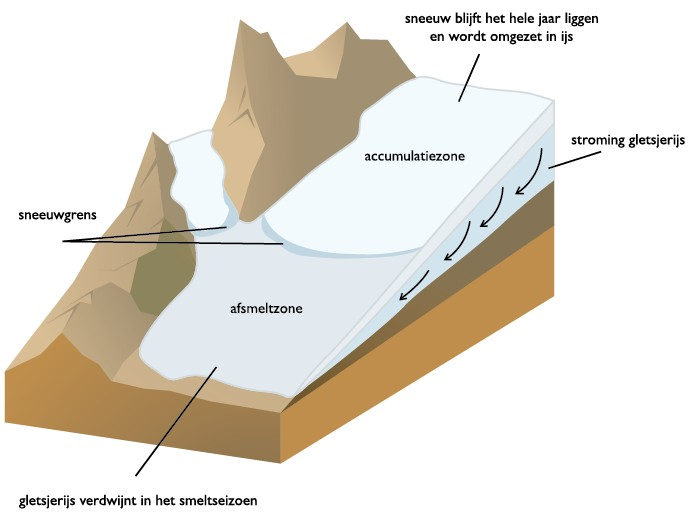 sneeuw blijft het hele jaar liggen
en wordt omgezet in ijs
stroming gletsjerijs
accumulatiezone
sneeuwgrens
afsmeltzone
gletsjerijs verdwijnt in het smeltseizoen